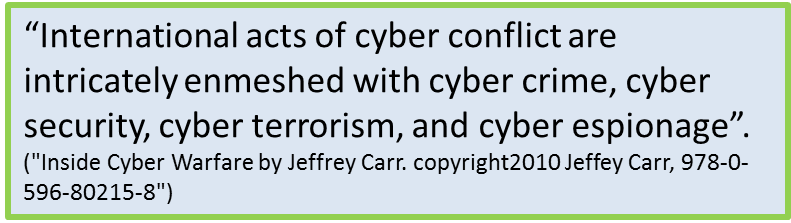 “International acts of cyber conflict are
intricately enmeshed with cyber crime, cyber
security, cyber terrorism, and cyber espionage”.
("Inside Cyber Warfare by Jeffrey Carr. copyright2010 Jeffey Carr, 978-0-
596-80215-8")